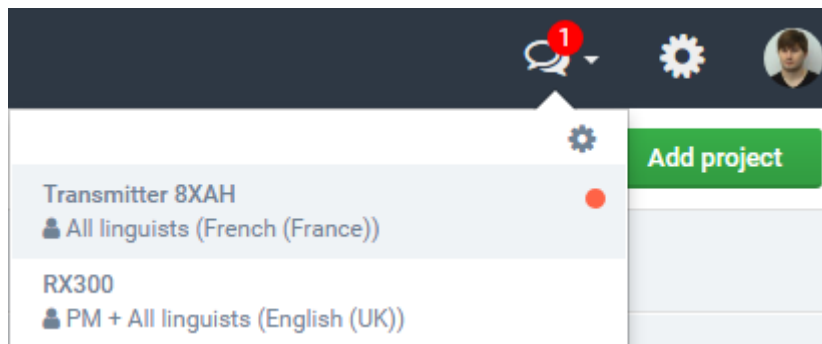 1
Add project
Transmitter 8XAH
All linguists (French (France))
RX300
PM + All linguists (English (UK))